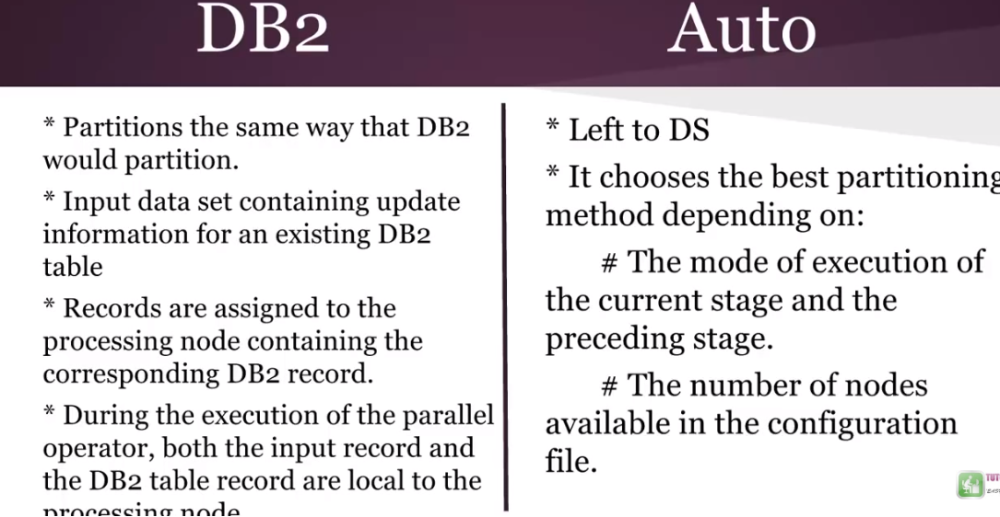 DB2
* Partitions the same way that DB2
would partition.
* Input data set containing update
information for an existing DB2
table
* Records are assigned to the
processing node containing the
corresponding DB2 record.
* During the execution of the parallel
operator, both the input record and
the DB2 table record are local to the
processing node
Auto
* Left to DS
* It chooses the best partitioning
method depending on:
# The mode of execution of
the current stage and the
preceding stage.
# The number of nodes
available in the configuration
file.